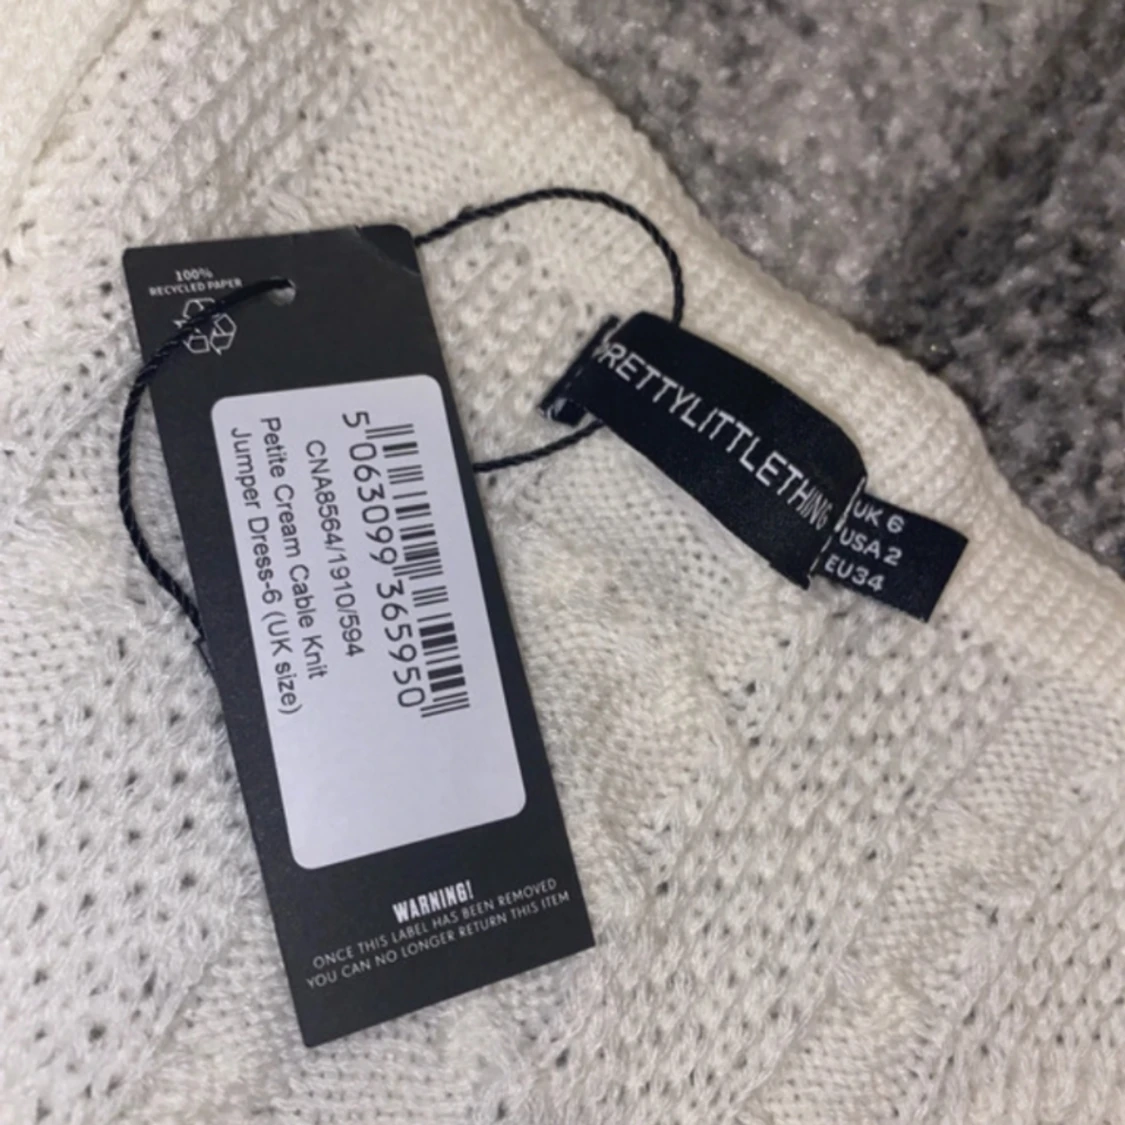 100%
RECYCLED PAPER
5 063099 365950
CNA8564/1910/594
Petite Cream Cable Knit
Jumper Dress-6 (UK size)
WARNING!
ONCE THIS LABEL HAS BEEN REMOVED
YOU CAN NO LONGER RETURN THIS ITEM
PRETTYLITTLETHING
UK 6
USA 2
EU34